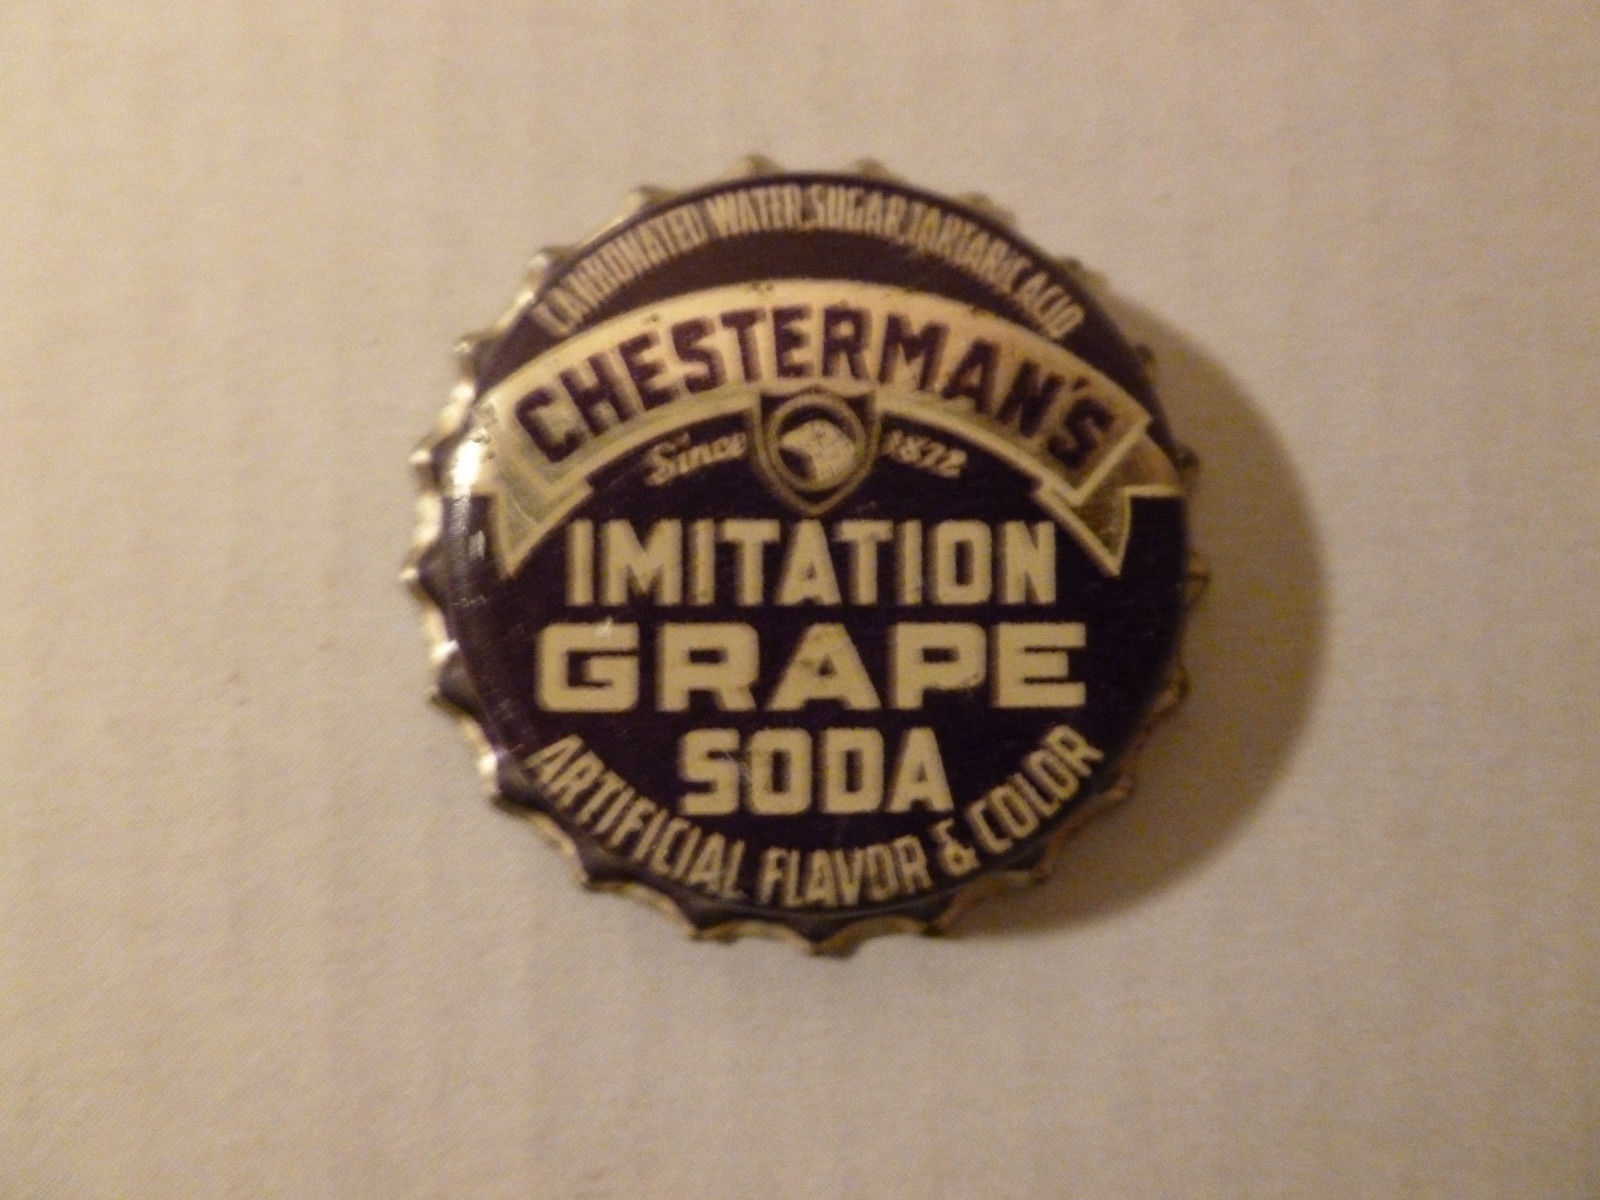 CARBONATED WATER, SUGAR, TARTARIC ACID
CHESTERMAN'S
Since 1872
IMITATION
GRAPE
SODA
ARTIFICIAL FLAVOR & COLOR